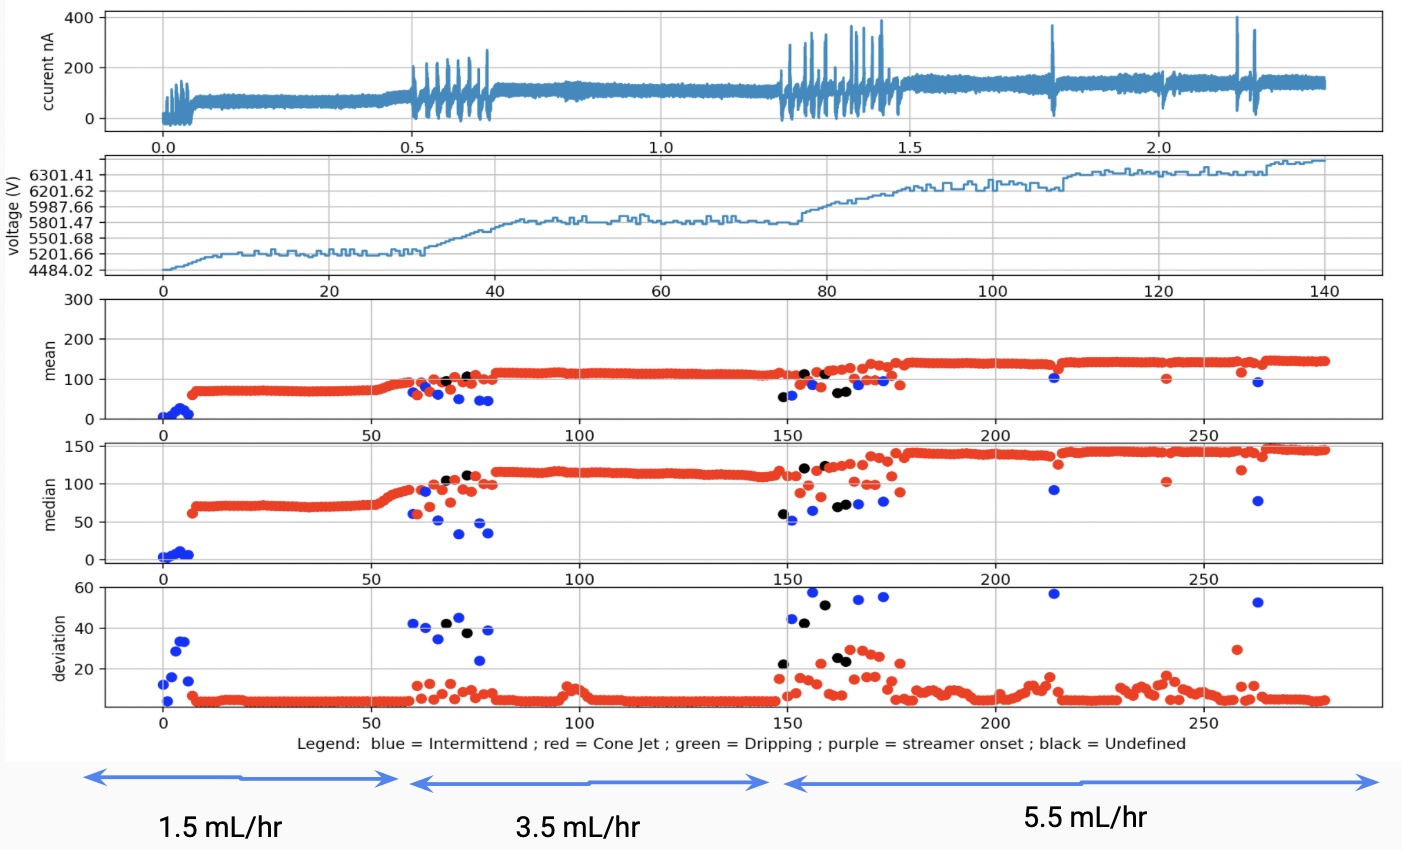 400
200
0
ccurrent nA
0.0 0.5 1.0 1.5 2.0
6301.41
6201.62
5987.66
5801.47
5501.68
5201.66
4484.02
voltage (V)
0 20 40 60 80 100 120 140
300
200
100
0
mean
0 50 100 150 200 250
150
100
50
0
median
0 50 100 150 200 250
60
40
20
deviation
0 50 100 150 200 250
Legend: blue = Intermittend ; red = Cone Jet ; green = Dripping ; purple = streamer onset ; black = Undefined
1.5 mL/hr 3.5 mL/hr 5.5 mL/hr